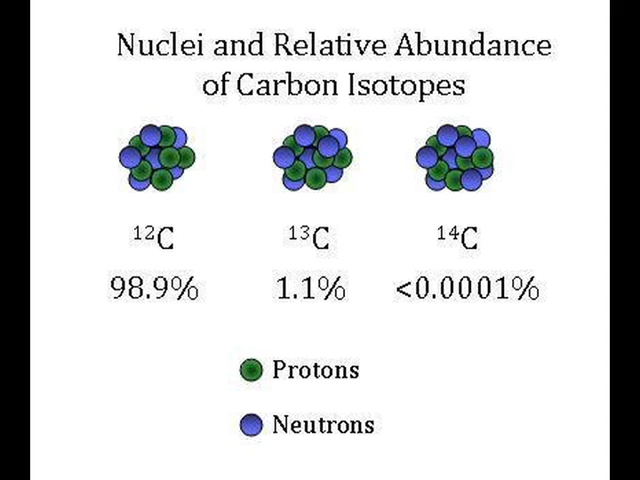 Nuclei and Relative Abundance
of Carbon Isotopes
¹²C ¹³C ¹⁴C
98.9% 1.1% <0.0001%
Protons
Neutrons